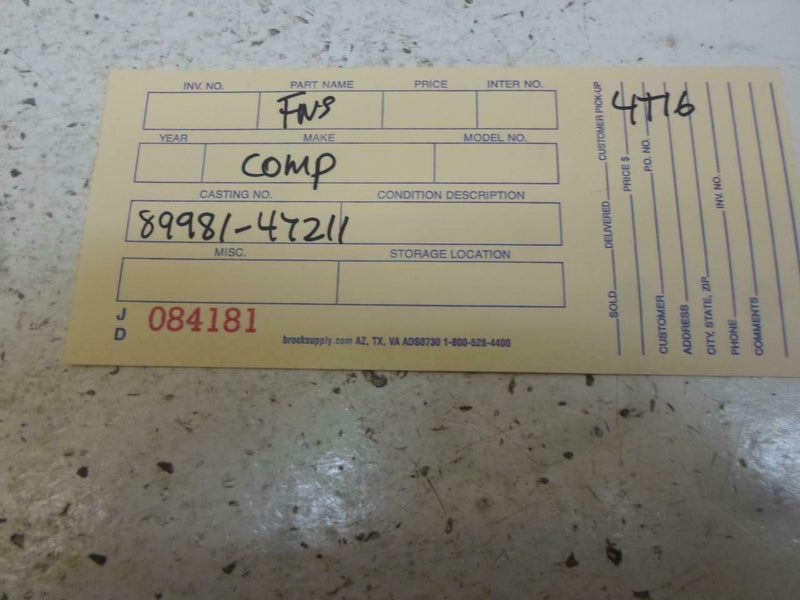 INV. NO. PART NAME PRICE INTER NO.
YEAR MAKE MODEL NO.
comp
CASTING NO. CONDITION DESCRIPTION
89981-47211
MISC. STORAGE LOCATION
J
D
084181
brocksupply.com AZ, TX, VA ADS0730 1-800-528-4400
4T16
SOLD DELIVERED CUSTOMER PICK-UP
PRICE $
CUSTOMER P.O. NO.
ADDRESS
CITY, STATE, ZIP
PHONE INV. NO.
COMMENTS